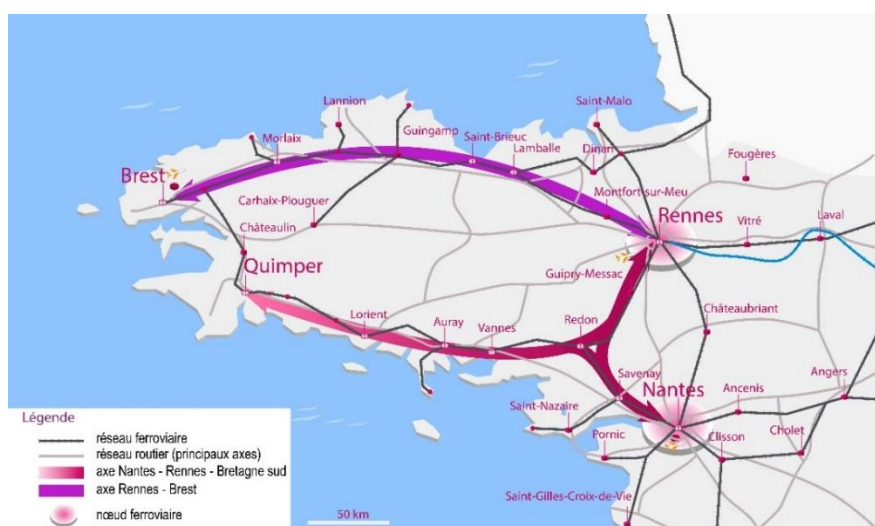 Saint-Malo
Lannion
Guingamp
Saint-Brieuc
Morlaix
Lamballe
Dinan
Fougères
Brest
Montfort-sur-Meu
Carhaix-Plouguer
Rennes
Vitré
Laval
Châteaulin
Quimper
Guipry-Messac
Châteaubriant
Lorient
Auray
Vannes
Redon
Savenay
Nantes
Ancenis
Angers
Saint-Nazaire
Pornic
Clisson
Cholet
Saint-Gilles-Croix-de-Vie
Légende
réseau ferroviaire
réseau routier (principaux axes)
axe Nantes - Rennes - Bretagne sud
axe Rennes - Brest
nœud ferroviaire
50 km